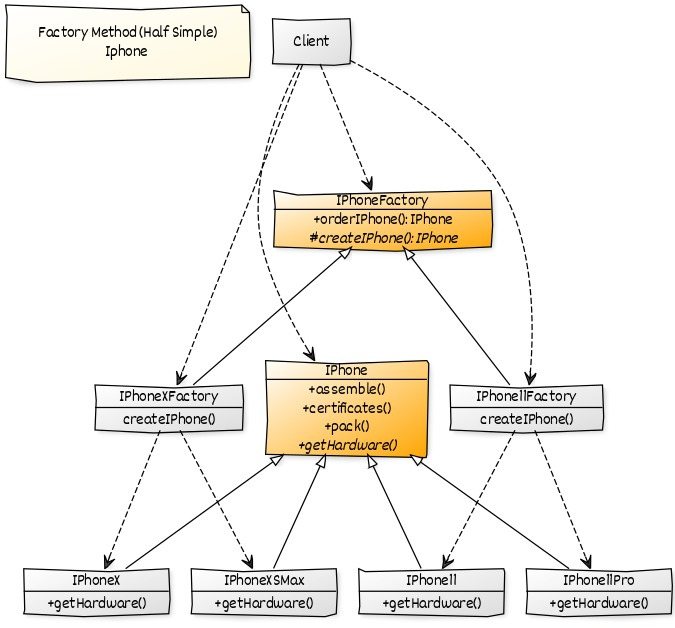 Factory Method (Half Simple)
Iphone
Client
IPhoneFactory
+orderIPhone(): IPhone
#createIPhone(): IPhone
IPhoneXFactory
createIPhone()
IPhone
+assemble()
+certificates()
+pack()
+getHardware()
IPhone11Factory
createIPhone()
IPhoneX
+getHardware()
IPhoneXSMax
+getHardware()
IPhone11
+getHardware()
IPhone11Pro
+getHardware()